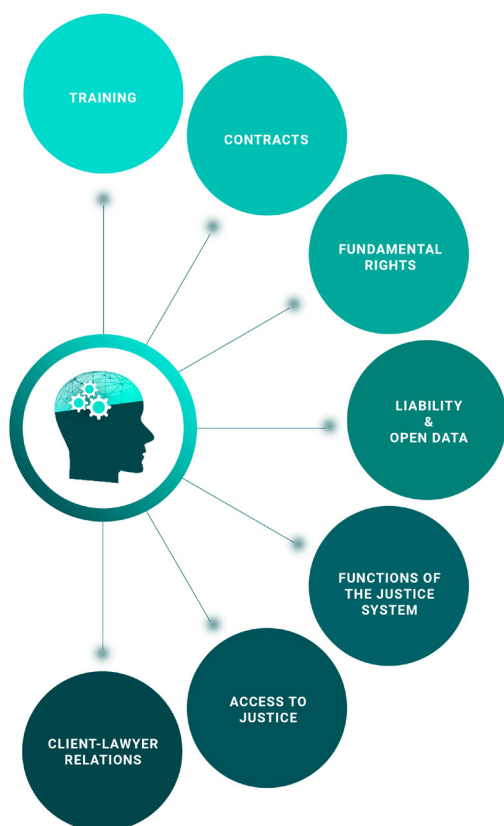 TRAINING
CONTRACTS
FUNDAMENTAL
RIGHTS
LIABILITY
&
OPEN DATA
FUNCTIONS OF
THE JUSTICE
SYSTEM
ACCESS TO
JUSTICE
CLIENT-LAWYER
RELATIONS